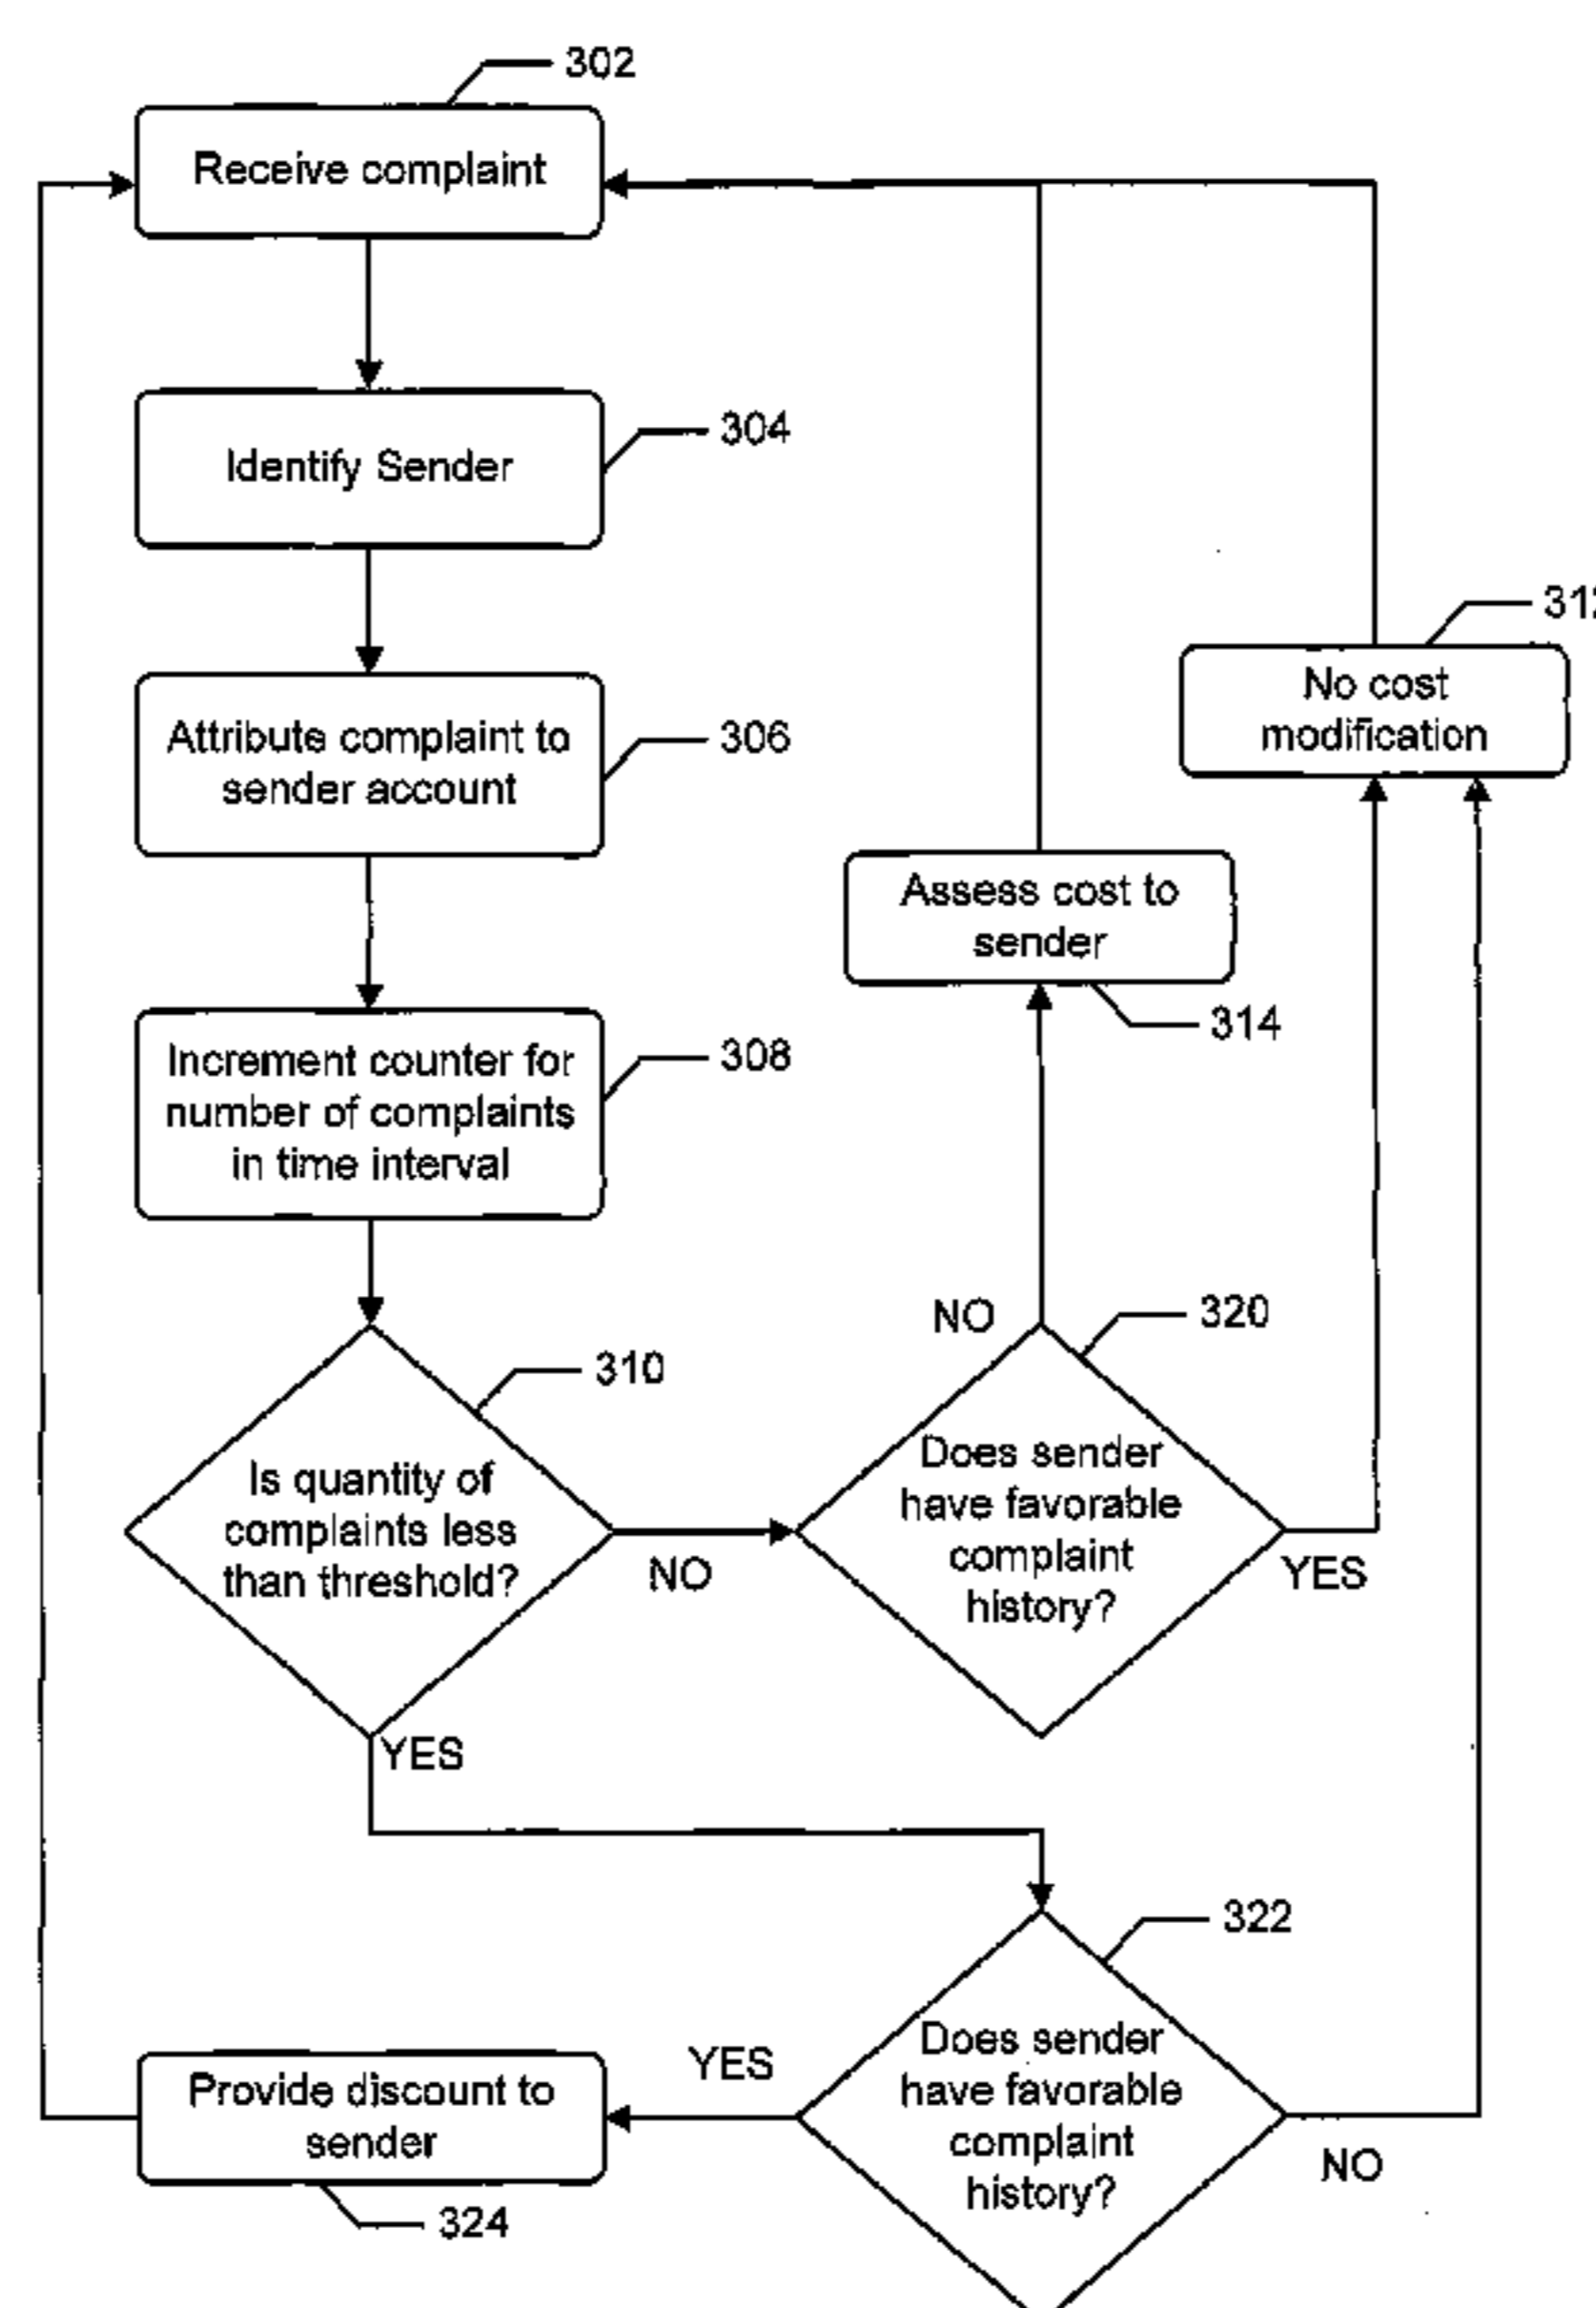 302
Receive complaint
Identify Sender
304
Attribute complaint to
sender account
306
Increment counter for
number of complaints
in time interval
308
Is quantity of
complaints less
than threshold?
310
NO
YES
No cost
modification
Assess cost to
sender
314
NO
320
Does sender
have favorable
complaint
history?
YES
322
Does sender
have favorable
complaint
history?
YES
NO
Provide discount to
sender
324